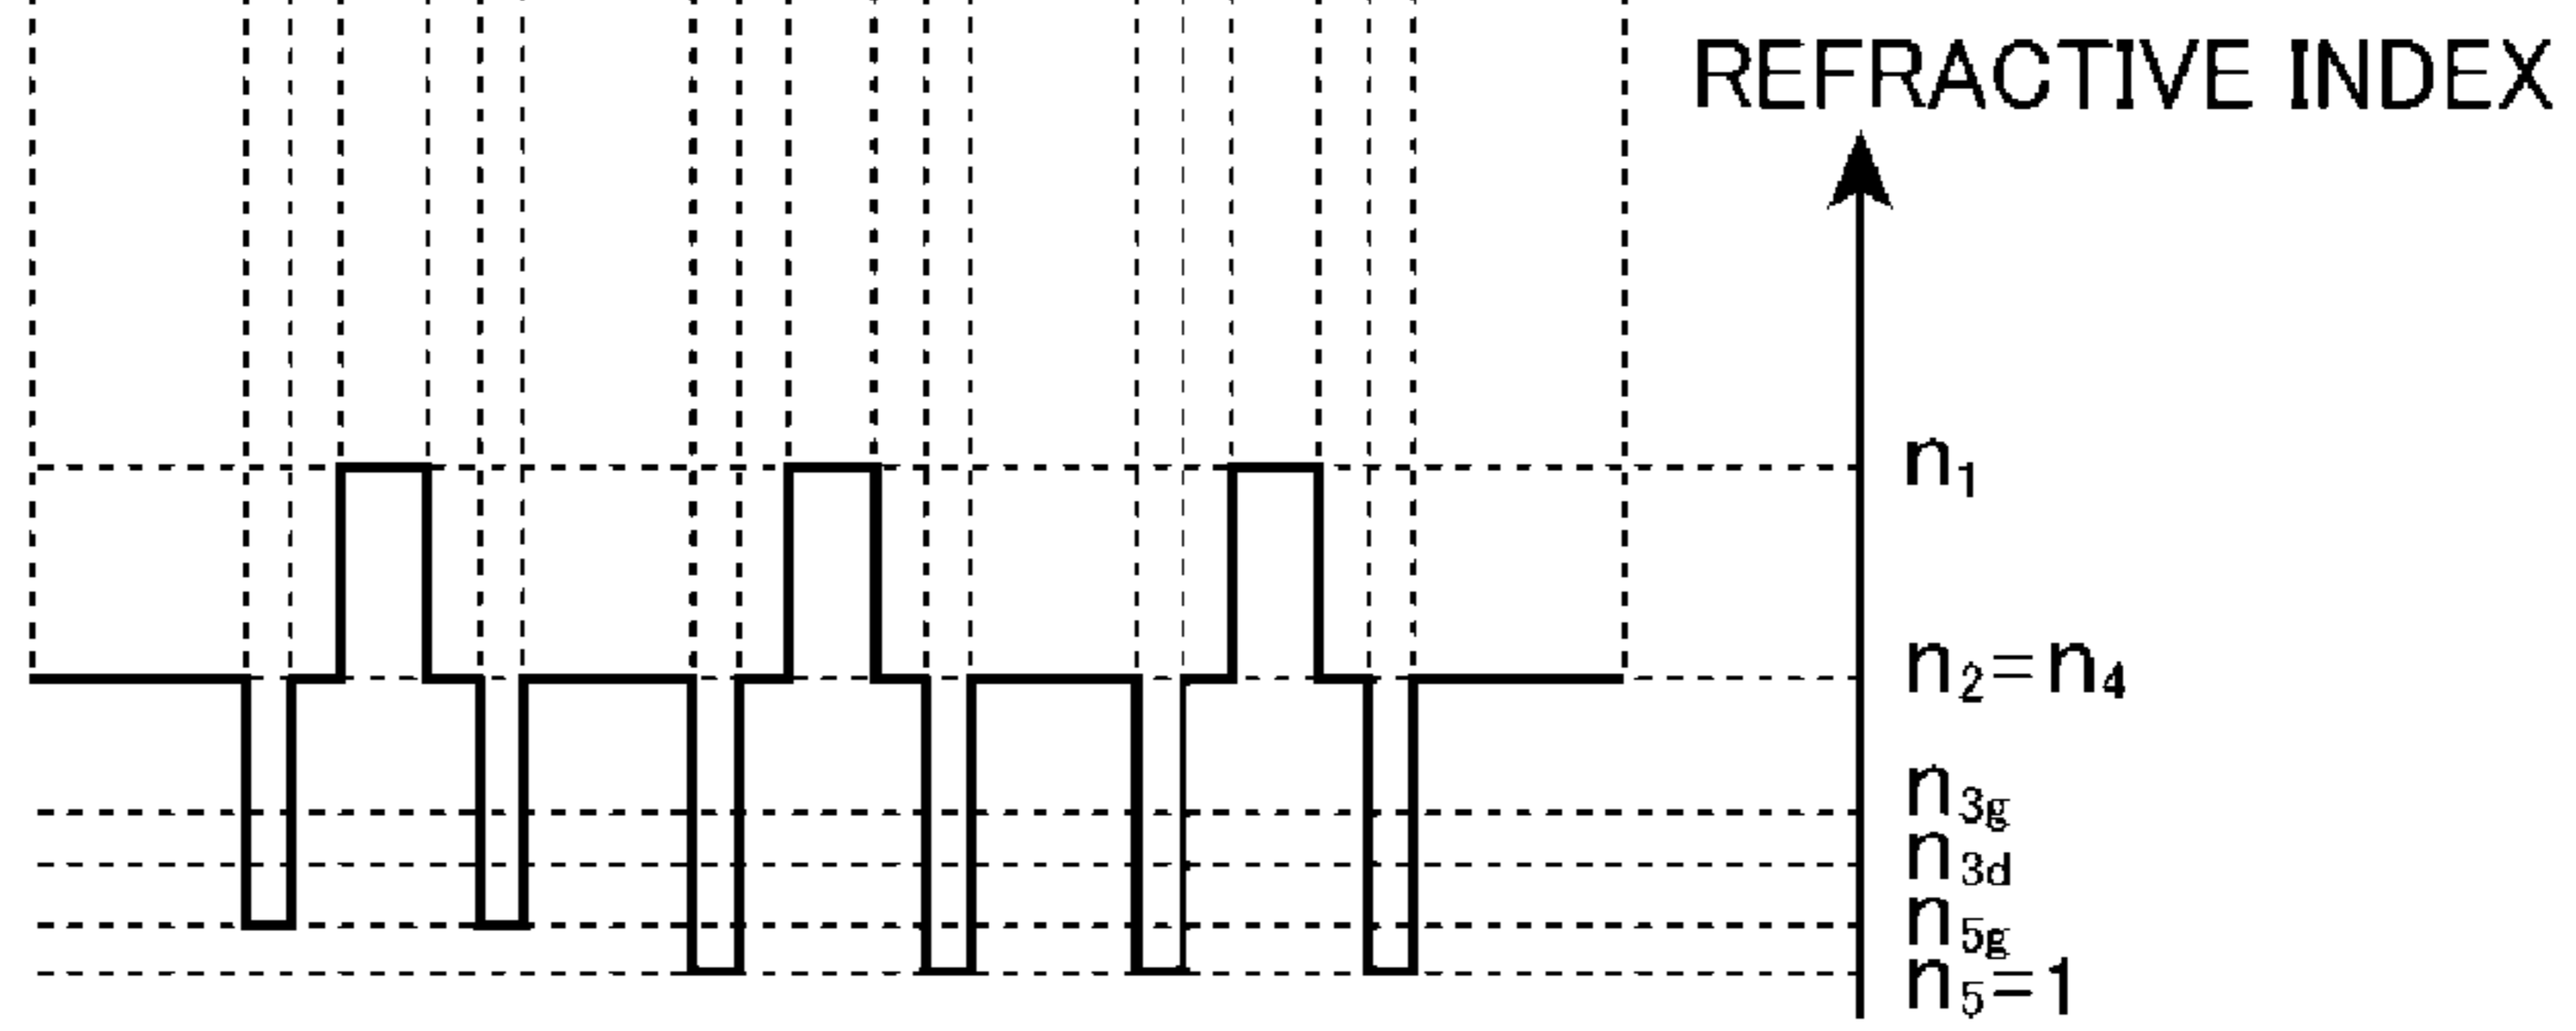 REFRACTIVE INDEX
n₁
n₂=n₄
n₃g
n₃d
n₅g
n₅=1